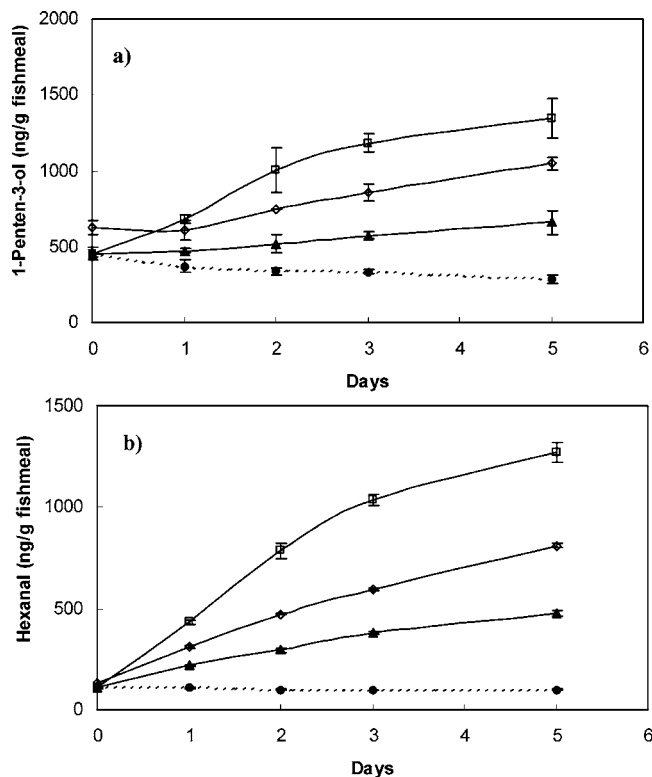 a)
1-Penten-3-ol (ng/g fishmeal)
2000
1500
1000
500
0
0 1 2 3 4 5 6
Days
b)
Hexanal (ng/g fishmeal)
1500
1000
500
0
0 1 2 3 4 5 6
Days